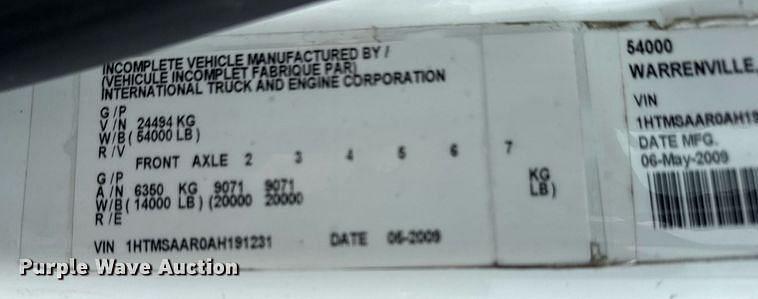 INCOMPLETE VEHICLE MANUFACTURED BY /
(VEHICULE INCOMPLET FABRIQUE PAR)
INTERNATIONAL TRUCK AND ENGINE CORPORATION
G/P
V/N 24494 KG
W/B ( 54000 LB )
R/V
FRONT AXLE 2 3 4 5 6 7
G/P
A/N 6350 KG 9071 9071 KG
W/B ( 14000 LB ) (20000 20000 LB )
R/E
VIN 1HTMSAAR0AH191231 DATE 05-2009
54000
WARRENVILLE,
VIN
1HTMSAAR0AH19
DATE MFG.
06-May-2009
Purple Wave Auction